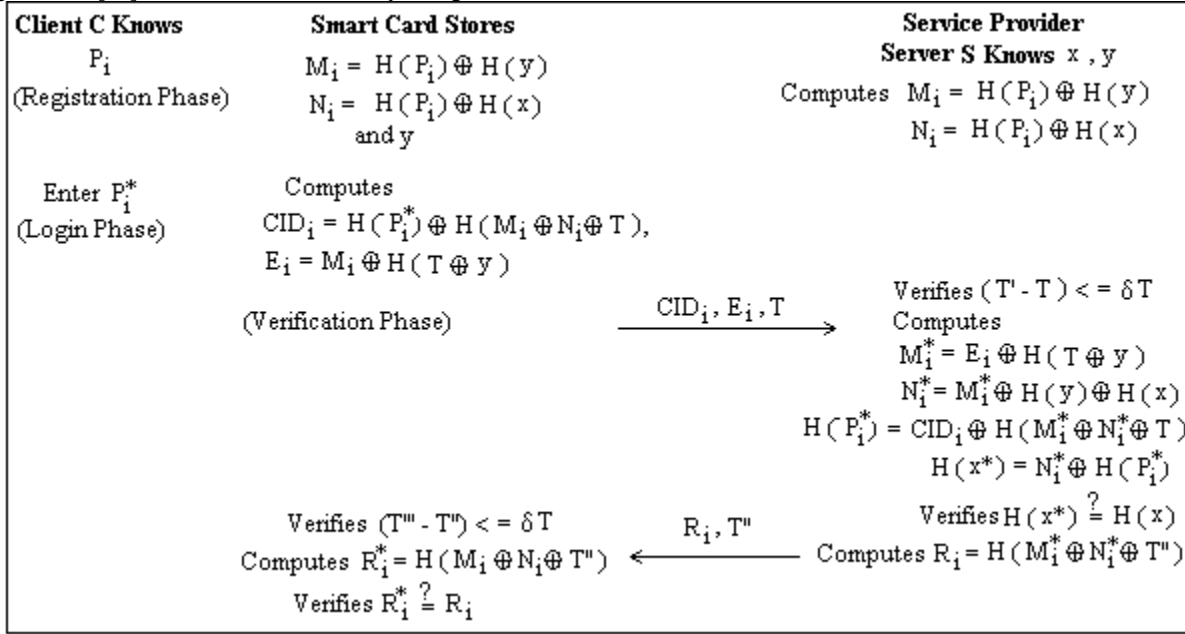 Client C Knows    Smart Card Stores    Service Provider
Server S Knows x , y
P_i    M_i = H(P_i) ⊕ H(y)
(Registration Phase)    N_i = H(P_i) ⊕ H(x)    Computes M_i = H(P_i) ⊕ H(y)
and y    N_i = H(P_i) ⊕ H(x)
Enter P_i^*    Computes
(Login Phase)    CID_i = H(P_i^*) ⊕ H(M_i ⊕ N_i ⊕ T),
E_i = M_i ⊕ H(T ⊕ y)
Verifies (T' - T) <= δT
(Verification Phase)    CID_i, E_i, T    Computes
M_i^* = E_i ⊕ H(T ⊕ y)
N_i^* = M_i^* ⊕ H(y) ⊕ H(x)
H(P_i^*) = CID_i ⊕ H(M_i^* ⊕ N_i^* ⊕ T)
H(x*) = N_i^* ⊕ H(P_i^*)
Verifies (T''' - T'') <= δT    R_i, T''    Verifies H(x*) ?= H(x)
Computes R_i^* = H(M_i ⊕ N_i ⊕ T'')    Computes R_i = H(M_i^* ⊕ N_i^* ⊕ T'')
Verifies R_i^* ?= R_i